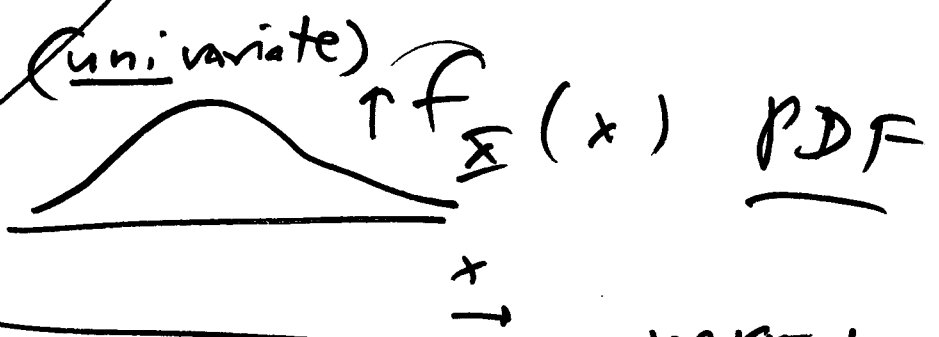 (univariate) ↑ f_X(x) PDF
x →